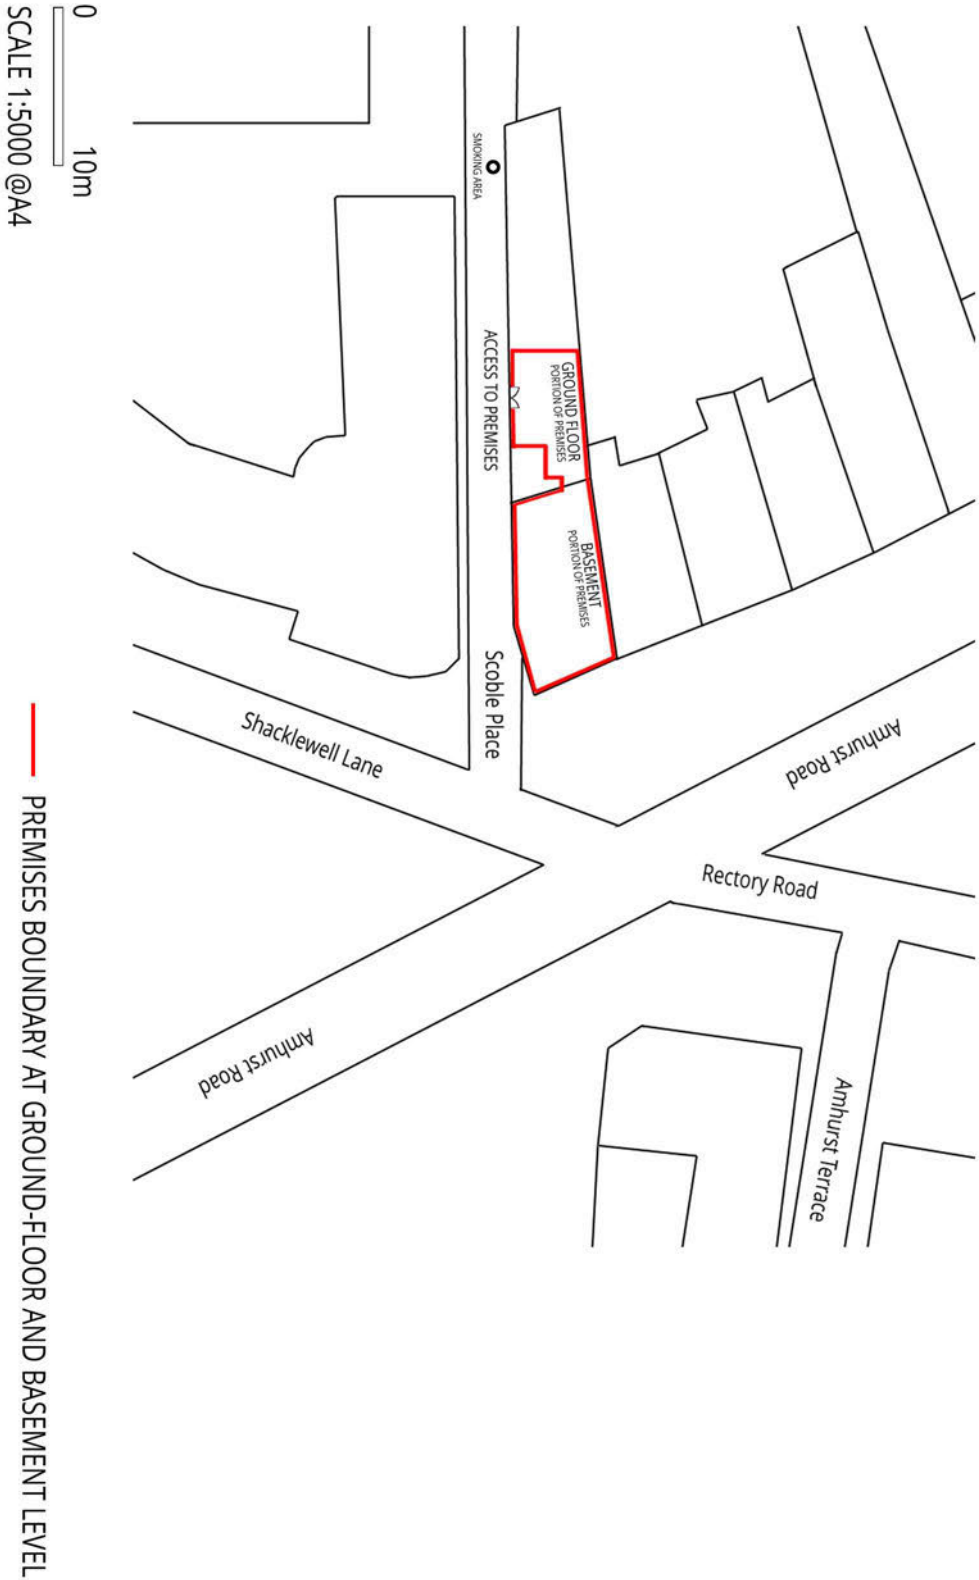 SMOKING AREA
ACCESS TO PREMISES
GROUND FLOOR
PORTION OF PREMISES
BASEMENT
PORTION OF PREMISES
Scoble Place
Shacklewell Lane
Amhurst Road
Rectory Road
Amhurst Road
Amhurst Terrace
0 10m
SCALE 1:5000 @A4
PREMISES BOUNDARY AT GROUND-FLOOR AND BASEMENT LEVEL